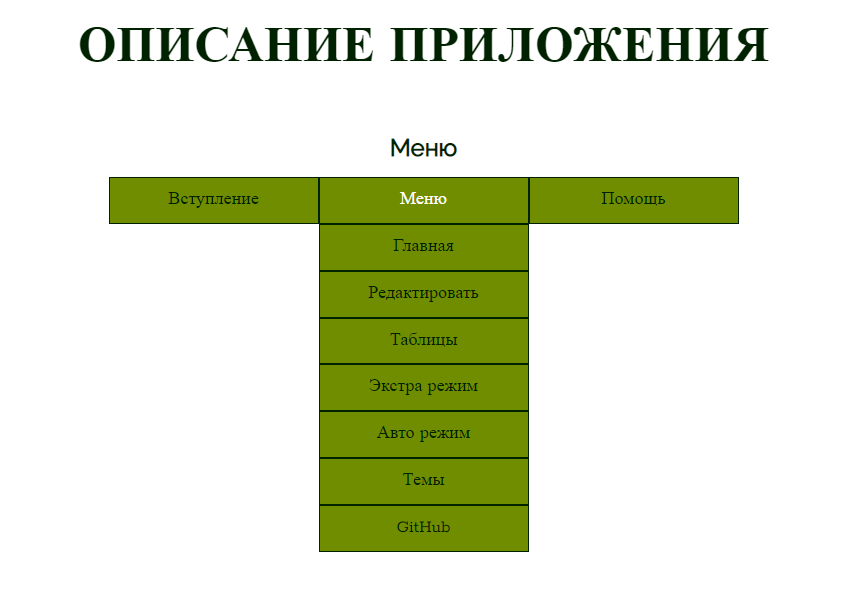 ОПИСАНИЕ ПРИЛОЖЕНИЯ
Меню
Вступление Меню Помощь
Главная
Редактировать
Таблицы
Экстра режим
Авто режим
Темы
GitHub